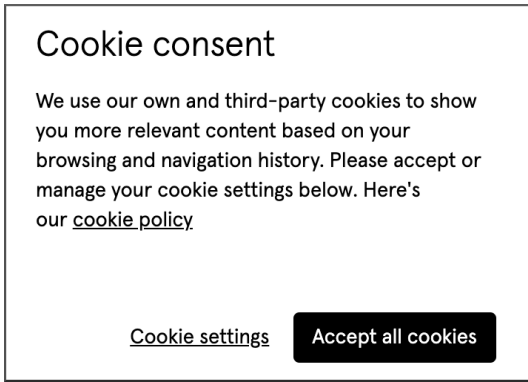 Cookie consent
We use our own and third-party cookies to show
you more relevant content based on your
browsing and navigation history. Please accept or
manage your cookie settings below. Here's
our cookie policy
Cookie settings
Accept all cookies